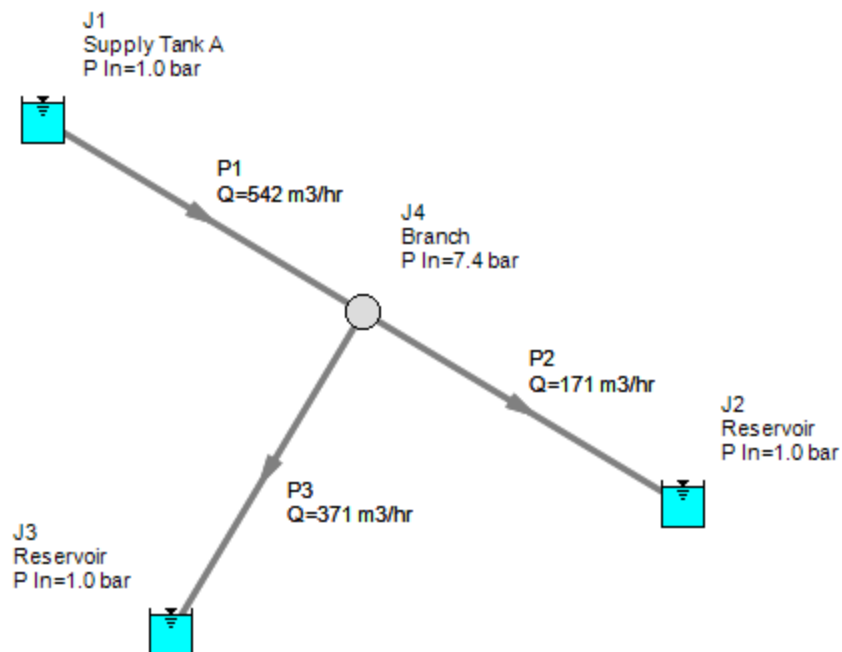 J1
Supply Tank A
P In=1.0 bar
P1
Q=542 m3/hr
J4
Branch
P In=7.4 bar
P2
Q=171 m3/hr
J2
Reservoir
P In=1.0 bar
P3
Q=371 m3/hr
J3
Reservoir
P In=1.0 bar